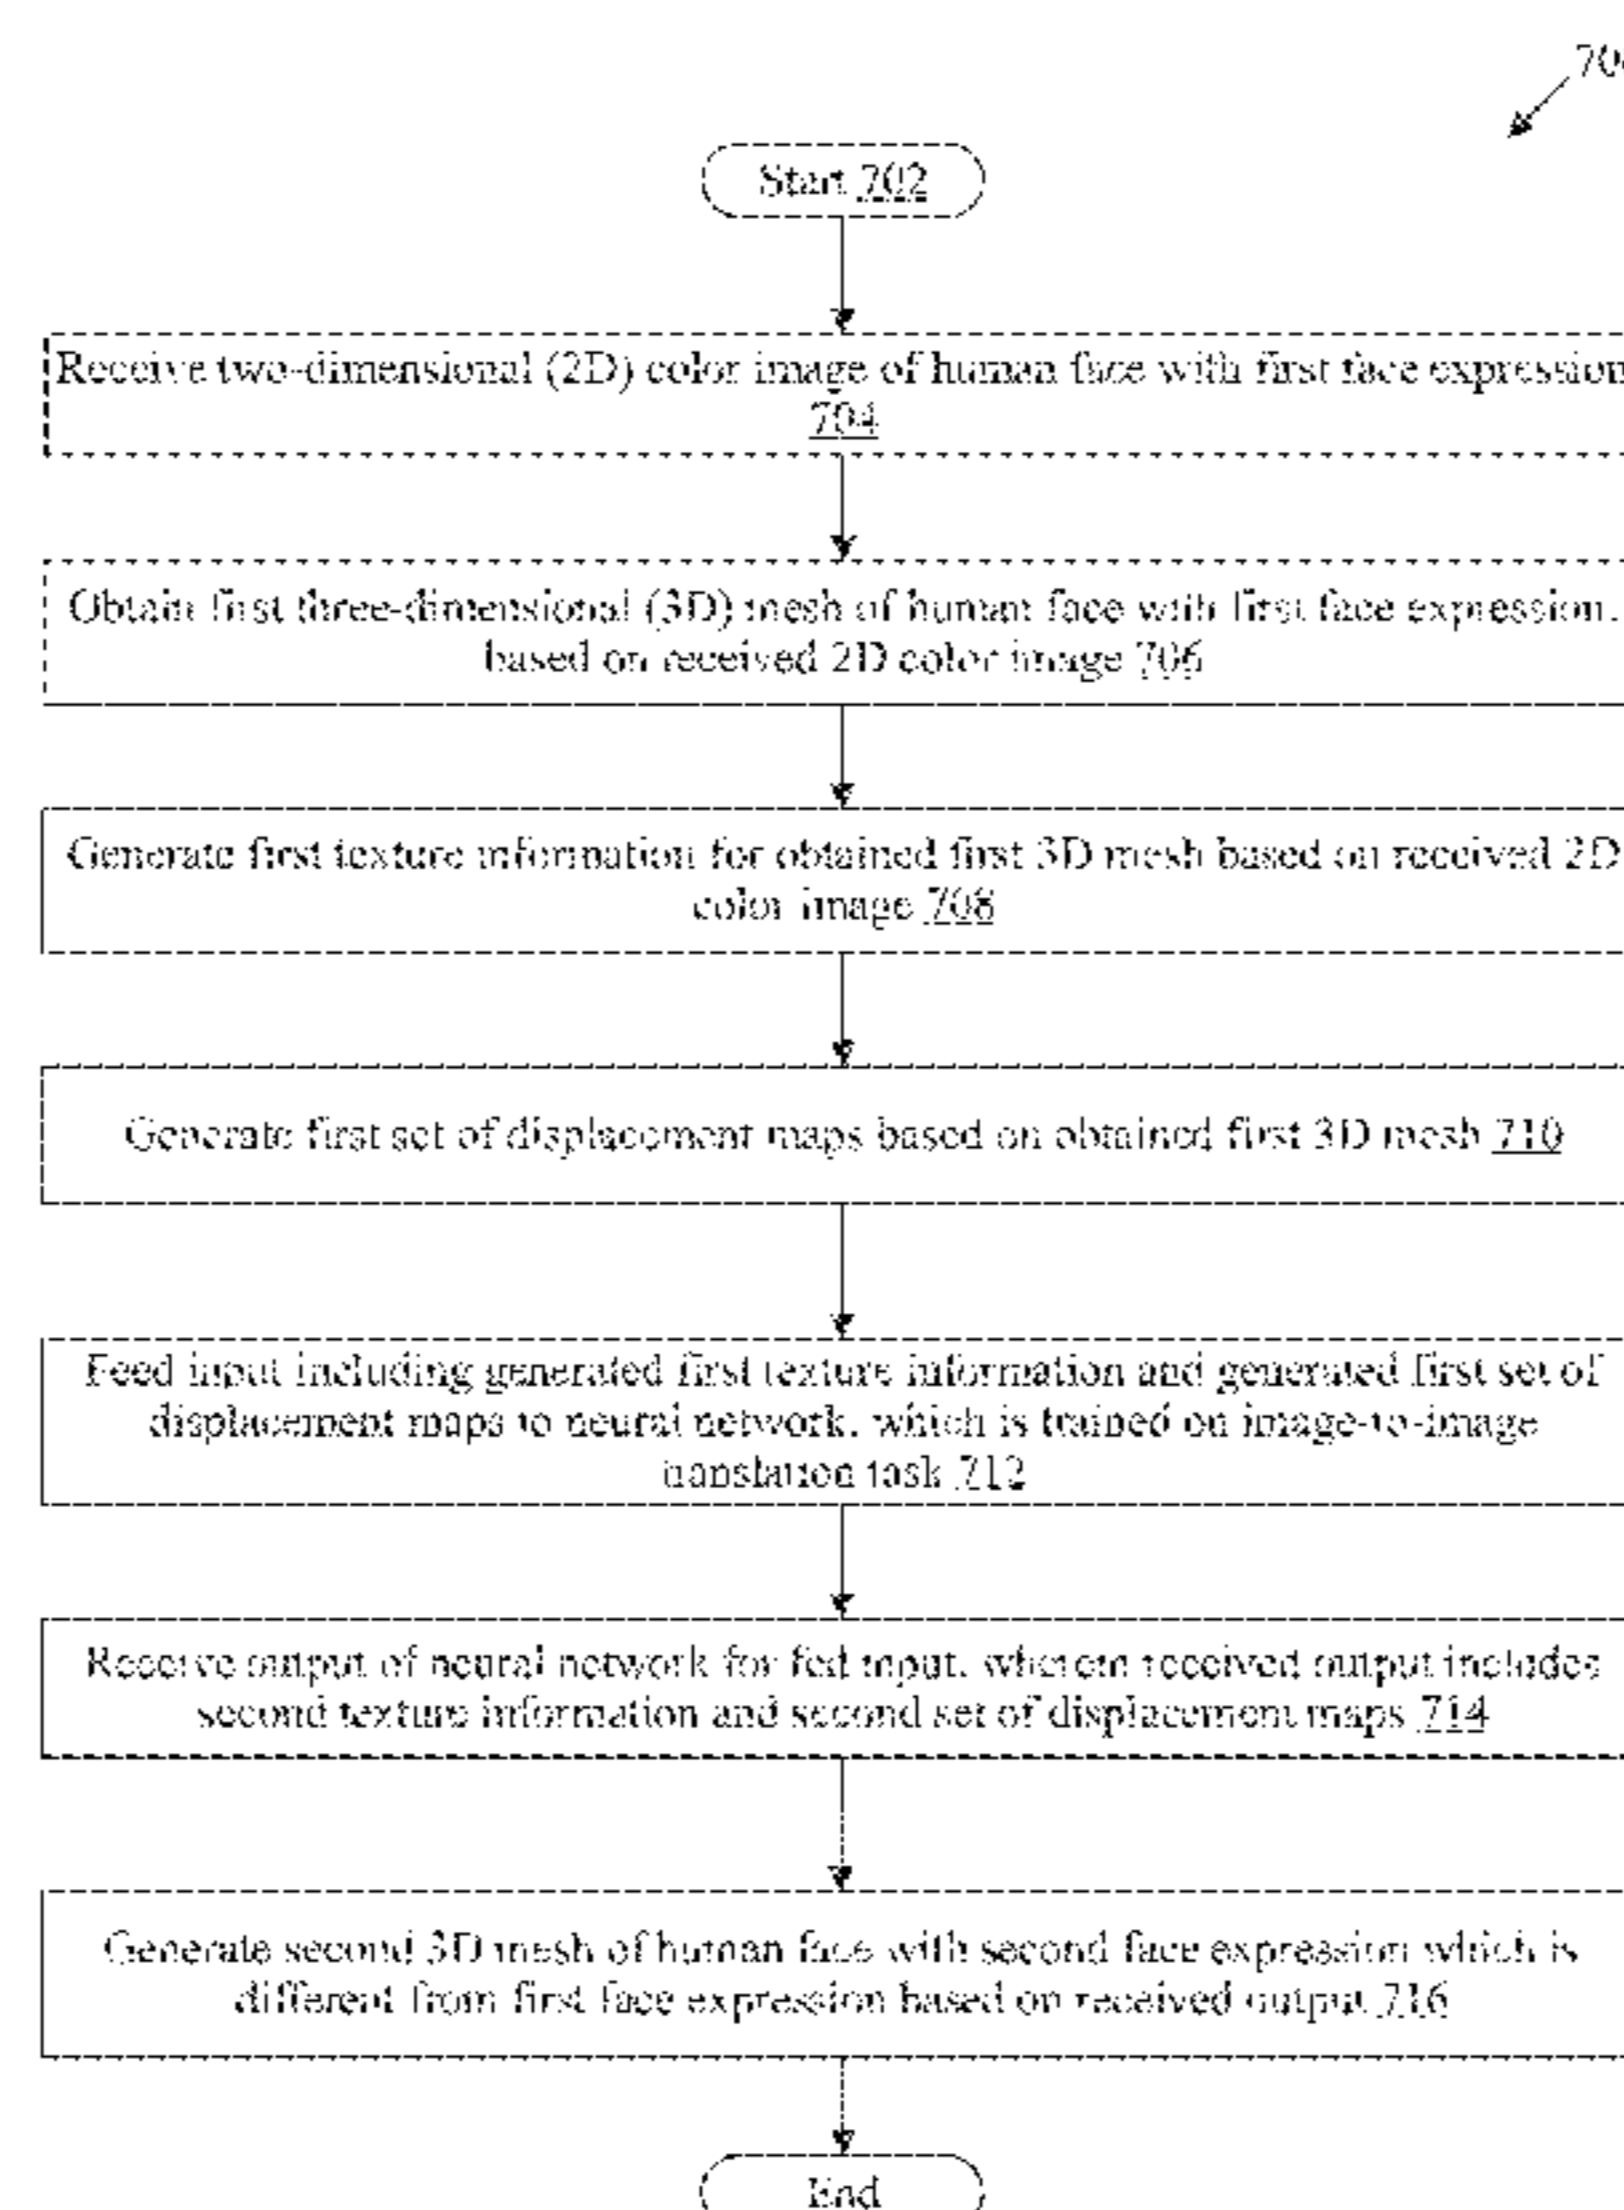 Start 702
Receive two-dimensional (2D) color image of human face with first face expression
704
Obtain first three-dimensional (3D) mesh of human face with first face expression,
based on received 2D color image 706
Generate first texture information for obtained first 3D mesh based on received 2D
color image 708
Generate first set of displacement maps based on obtained first 3D mesh 710
Feed input including generated first texture information and generated first set of
displacement maps to neural network, which is trained on image-to-image
translation task 712
Receive output of neural network for fed input, wherein received output includes
second texture information and second set of displacement maps 714
Generate second 3D mesh of human face with second face expression which is
different from first face expression based on received output 716
End